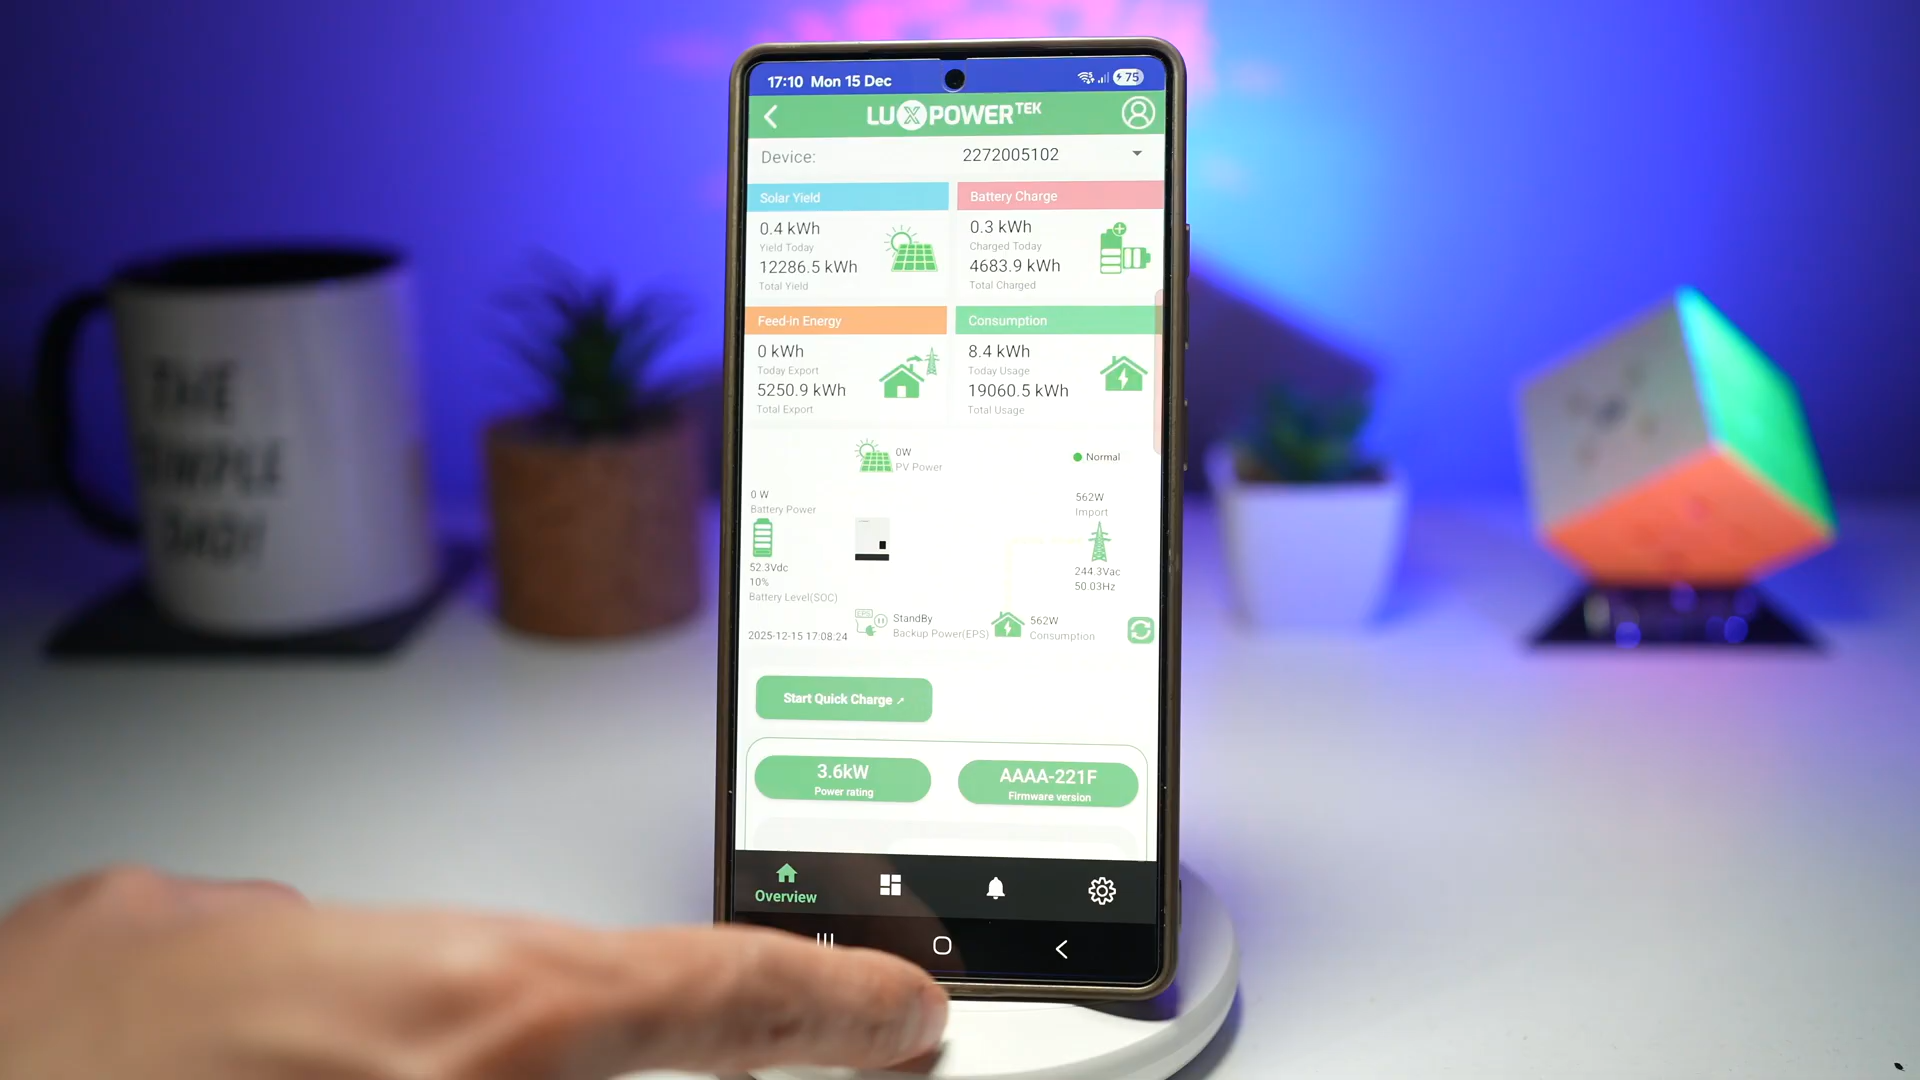 17:10 Mon 15 Dec
75
LUXPOWERTEK
Device: 2272005102
Solar Yield
Battery Charge
0.4 kWh
Yield Today
12286.5 kWh
Total Yield
0.3 kWh
Charged Today
4683.9 kWh
Total Charged
Feed-in Energy
Consumption
0 kWh
Today Export
5250.9 kWh
Total Export
8.4 kWh
Today Usage
19060.5 kWh
Total Usage
0W
PV Power
Normal
0 W
Battery Power
562W
Import
52.3Vdc
10%
Battery Level(SOC)
244.3Vac
50.03Hz
EPS
StandBy
Backup Power(EPS)
562W
Consumption
2025-12-15 17:08:24
Start Quick Charge
3.6kW
Power rating
AAAA-221F
Firmware version
Overview
THE
SIMPLE
DAD!